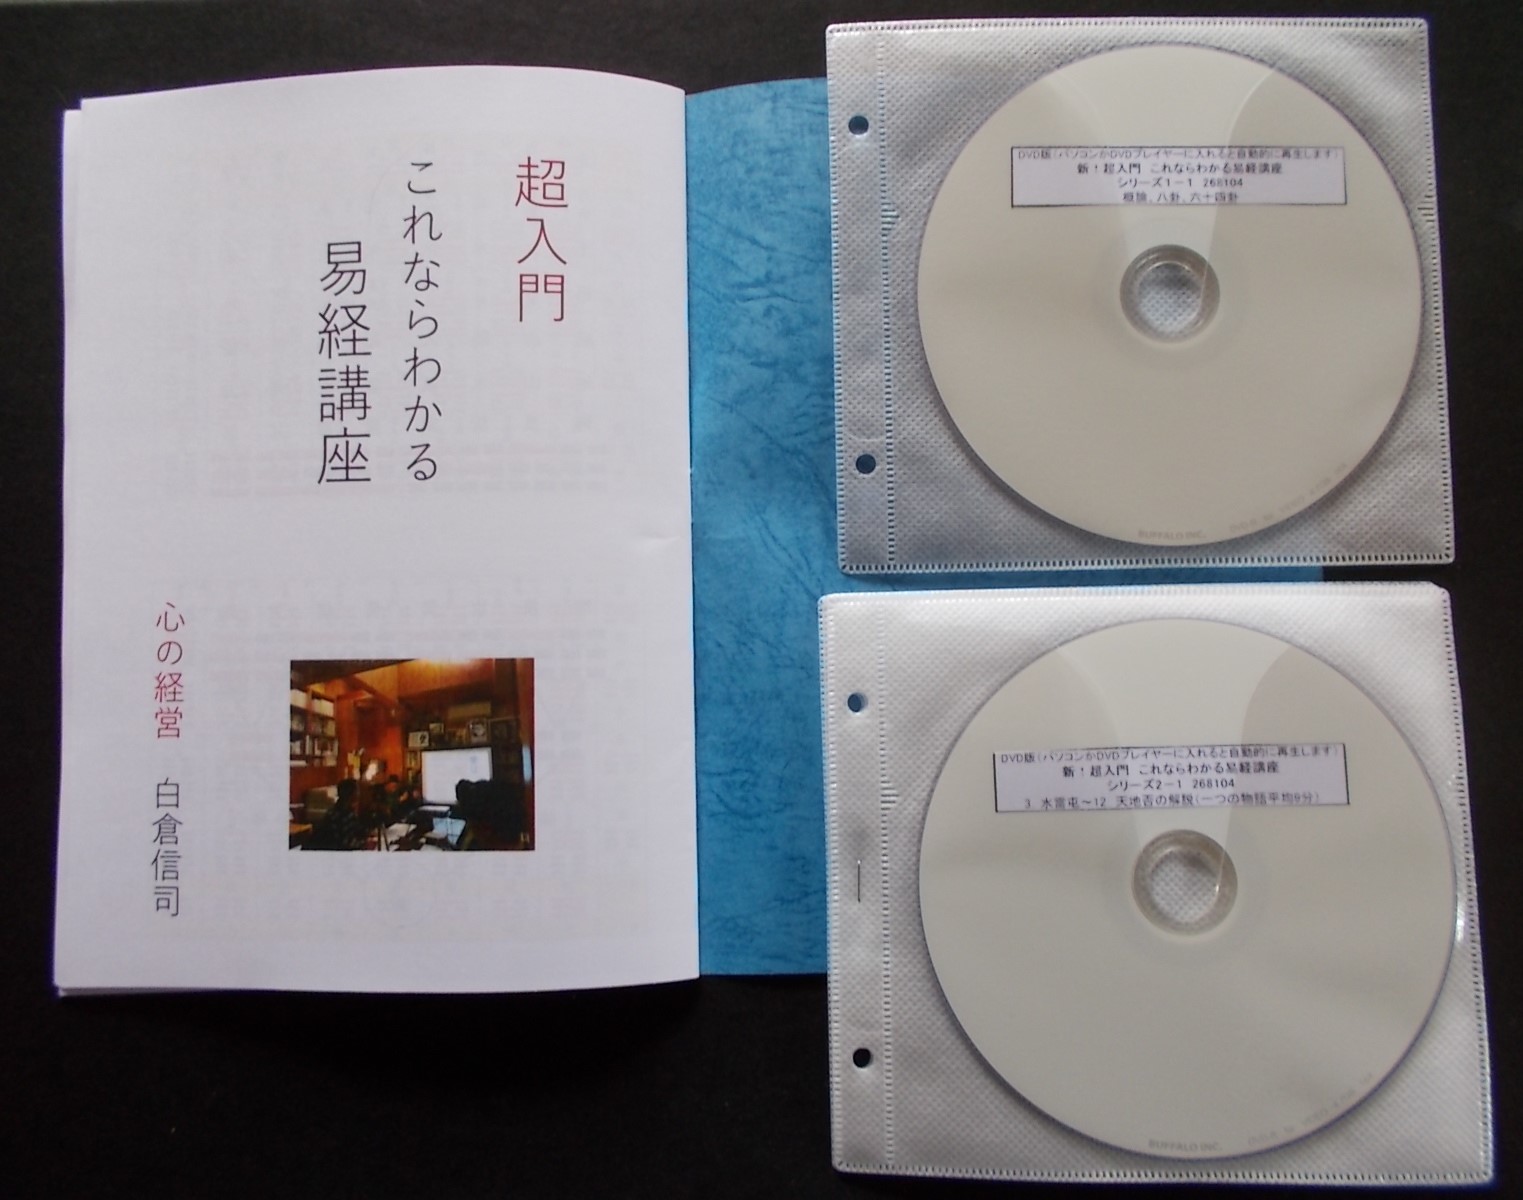 超入門
これならわかる
易経講座
心の経営 白倉信司
DVD版(パソコンかDVDプレイヤーに入れると自動的に再生します)
新!超入門 これならわかる易経講座
シリーズ1-1 268104
概論、八卦、六十四卦
BUFFALO INC.
DVD版(パソコンかDVDプレイヤーに入れると自動的に再生します)
新!超入門 これならわかる易経講座
シリーズ2-1 268104
3 水雷屯~12 天地否の解説(一つの物語平均9分)
BUFFALO INC.